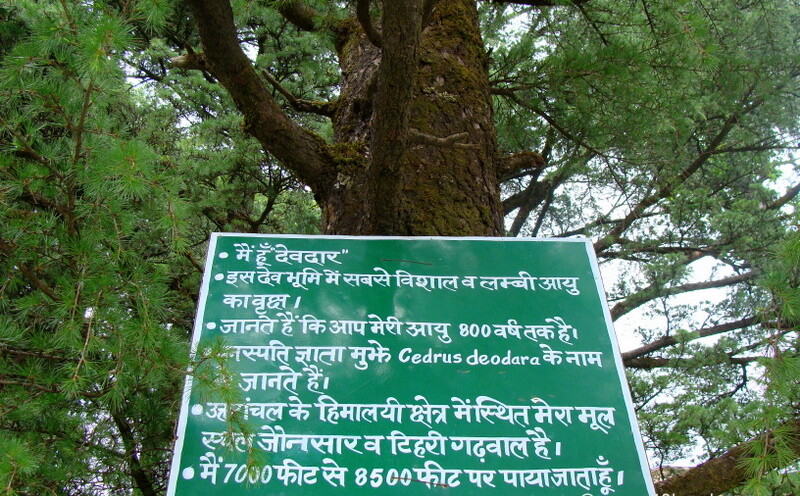 • मैं हूँ "देवदार"
• इस देव भूमि में सबसे विशाल व लम्बी आयु
का वृक्ष ।
• जानते हैं कि आप मेरी आयु 800 वर्ष तक है।
नस्पति ज्ञाता मुझे Cedrus deodara के नाम
जानते हैं।
• के हिमालयी क्षेत्र में स्थित मेरा मूल
जौनसार व टिहरी गढ़वाल है।
• मैं 7000 फीट से 8500 फीट पर पाया जाता हूँ।